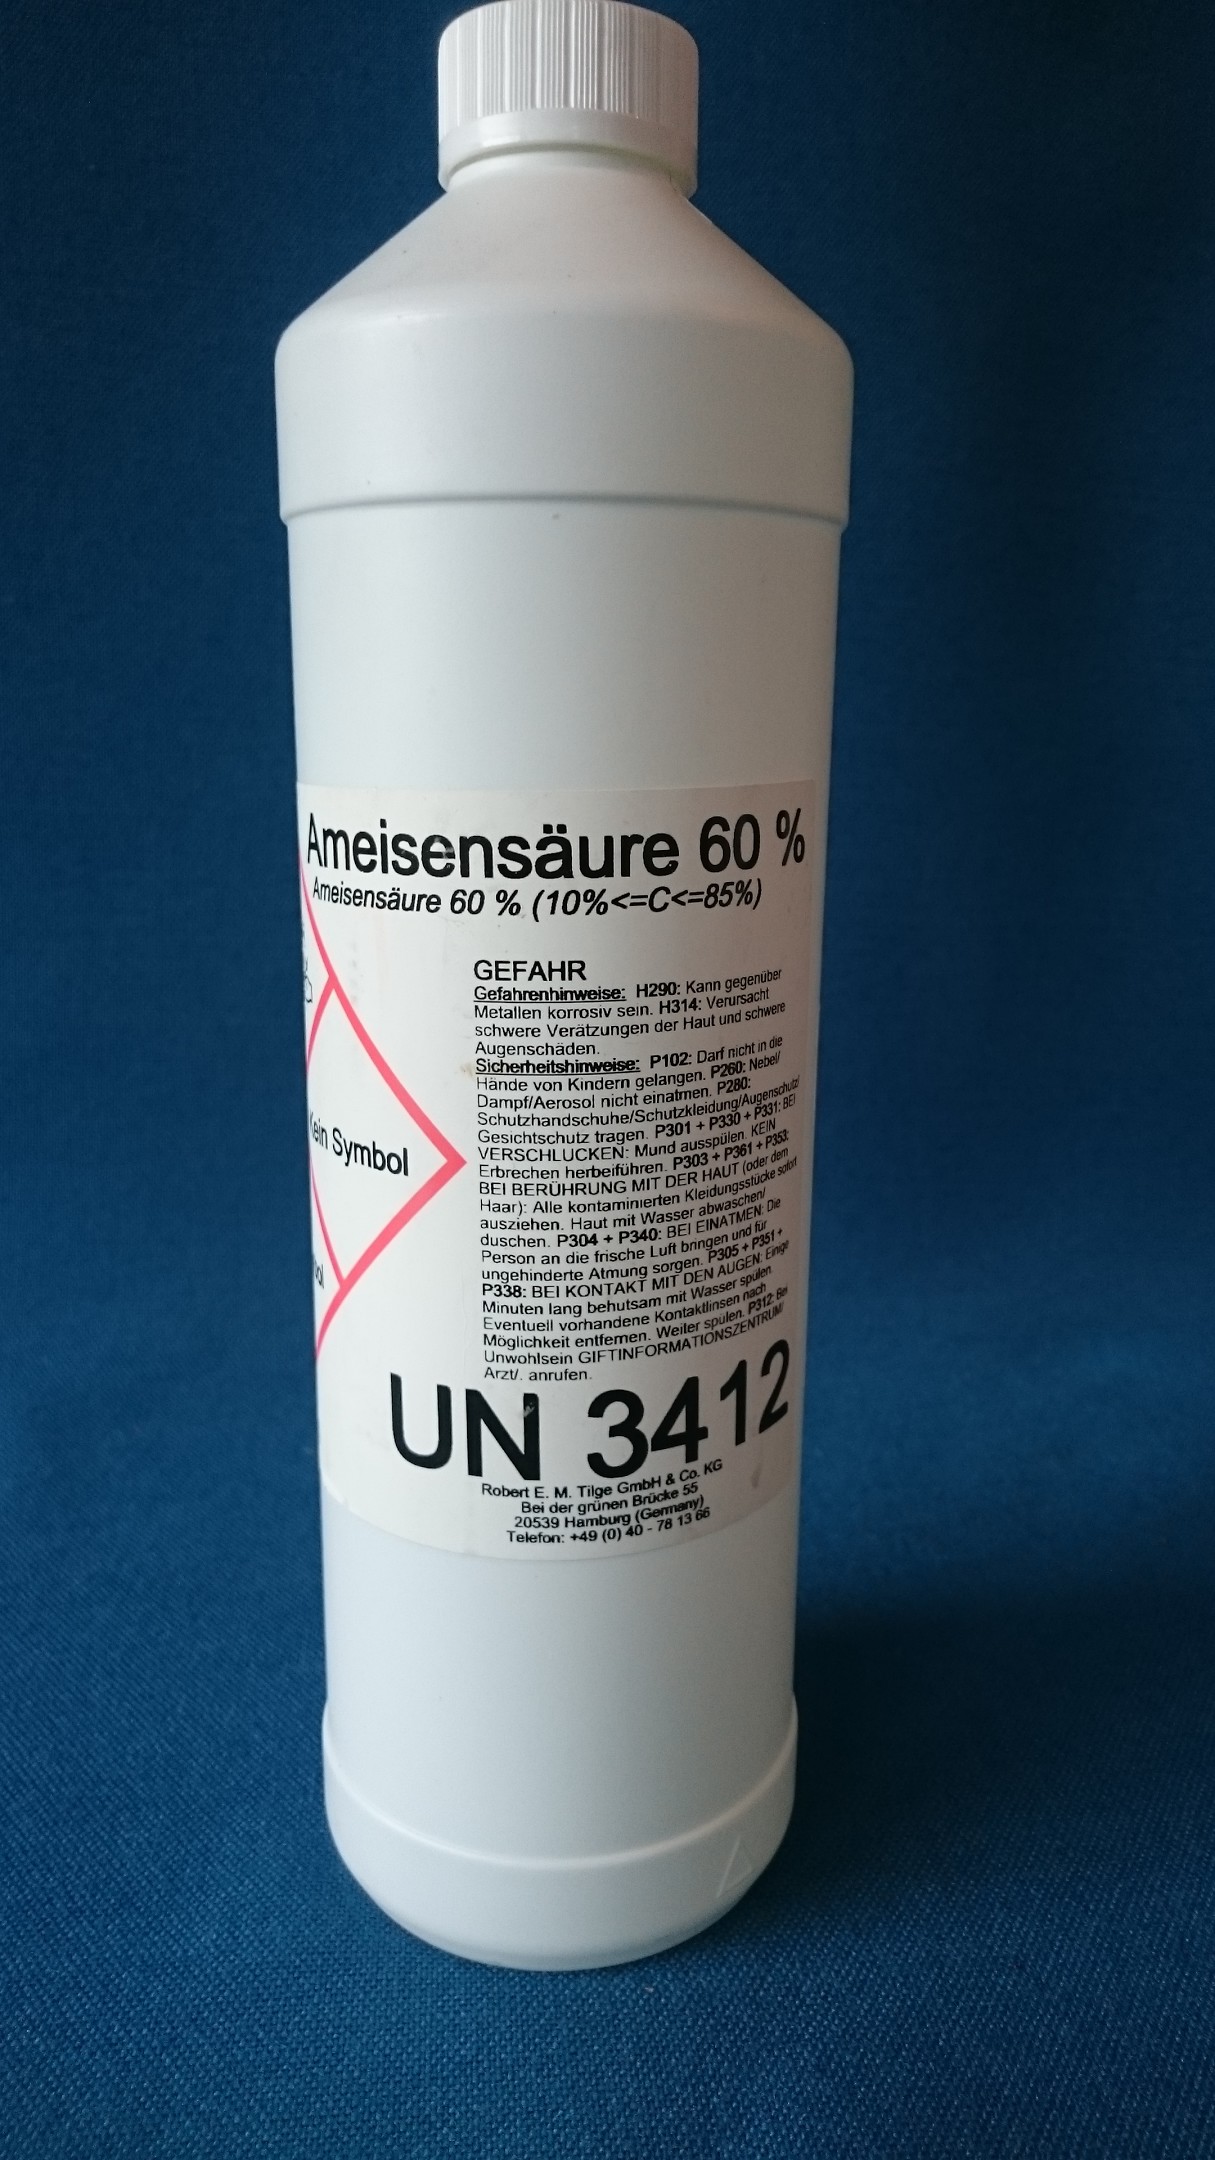 Ameisensäure 60 %
Ameisensäure 60 % (10%<=C<=85%)
GEFAHR
Gefahrenhinweise: H290: Kann gegenüber
Metallen korrosiv sein. H314: Verursacht
schwere Verätzungen der Haut und schwere
Augenschäden.
Sicherheitshinweise: P102: Darf nicht in die
Hände von Kindern gelangen. P260: Nebel/
Dampf/Aerosol nicht einatmen. P280:
Schutzhandschuhe/Schutzkleidung/Augenschutz/
Gesichtschutz tragen. P301 + P330 + P331: BEI
VERSCHLUCKEN: Mund ausspülen. KEIN
Erbrechen herbeiführen. P303 + P361 + P353:
BEI BERÜHRUNG MIT DER HAUT (oder dem
Haar): Alle kontaminierten Kleidungsstücke sofort
ausziehen. Haut mit Wasser abwaschen/
duschen. P304 + P340: BEI EINATMEN: Die
Person an die frische Luft bringen und für
ungehinderte Atmung sorgen. P305 + P351 +
P338: BEI KONTAKT MIT DEN AUGEN: Einige
Minuten lang behutsam mit Wasser spülen.
Eventuell vorhandene Kontaktlinsen nach
Möglichkeit entfernen. Weiter spülen. P312: Bei
Unwohlsein GIFTINFORMATIONSZENTRUM/
Arzt/. anrufen.
Kein Symbol
UN 3412
Robert E. M. Tilge GmbH & Co. KG
Bei der grünen Brücke 55
20539 Hamburg (Germany)
Telefon: +49 (0) 40 - 78 13 66